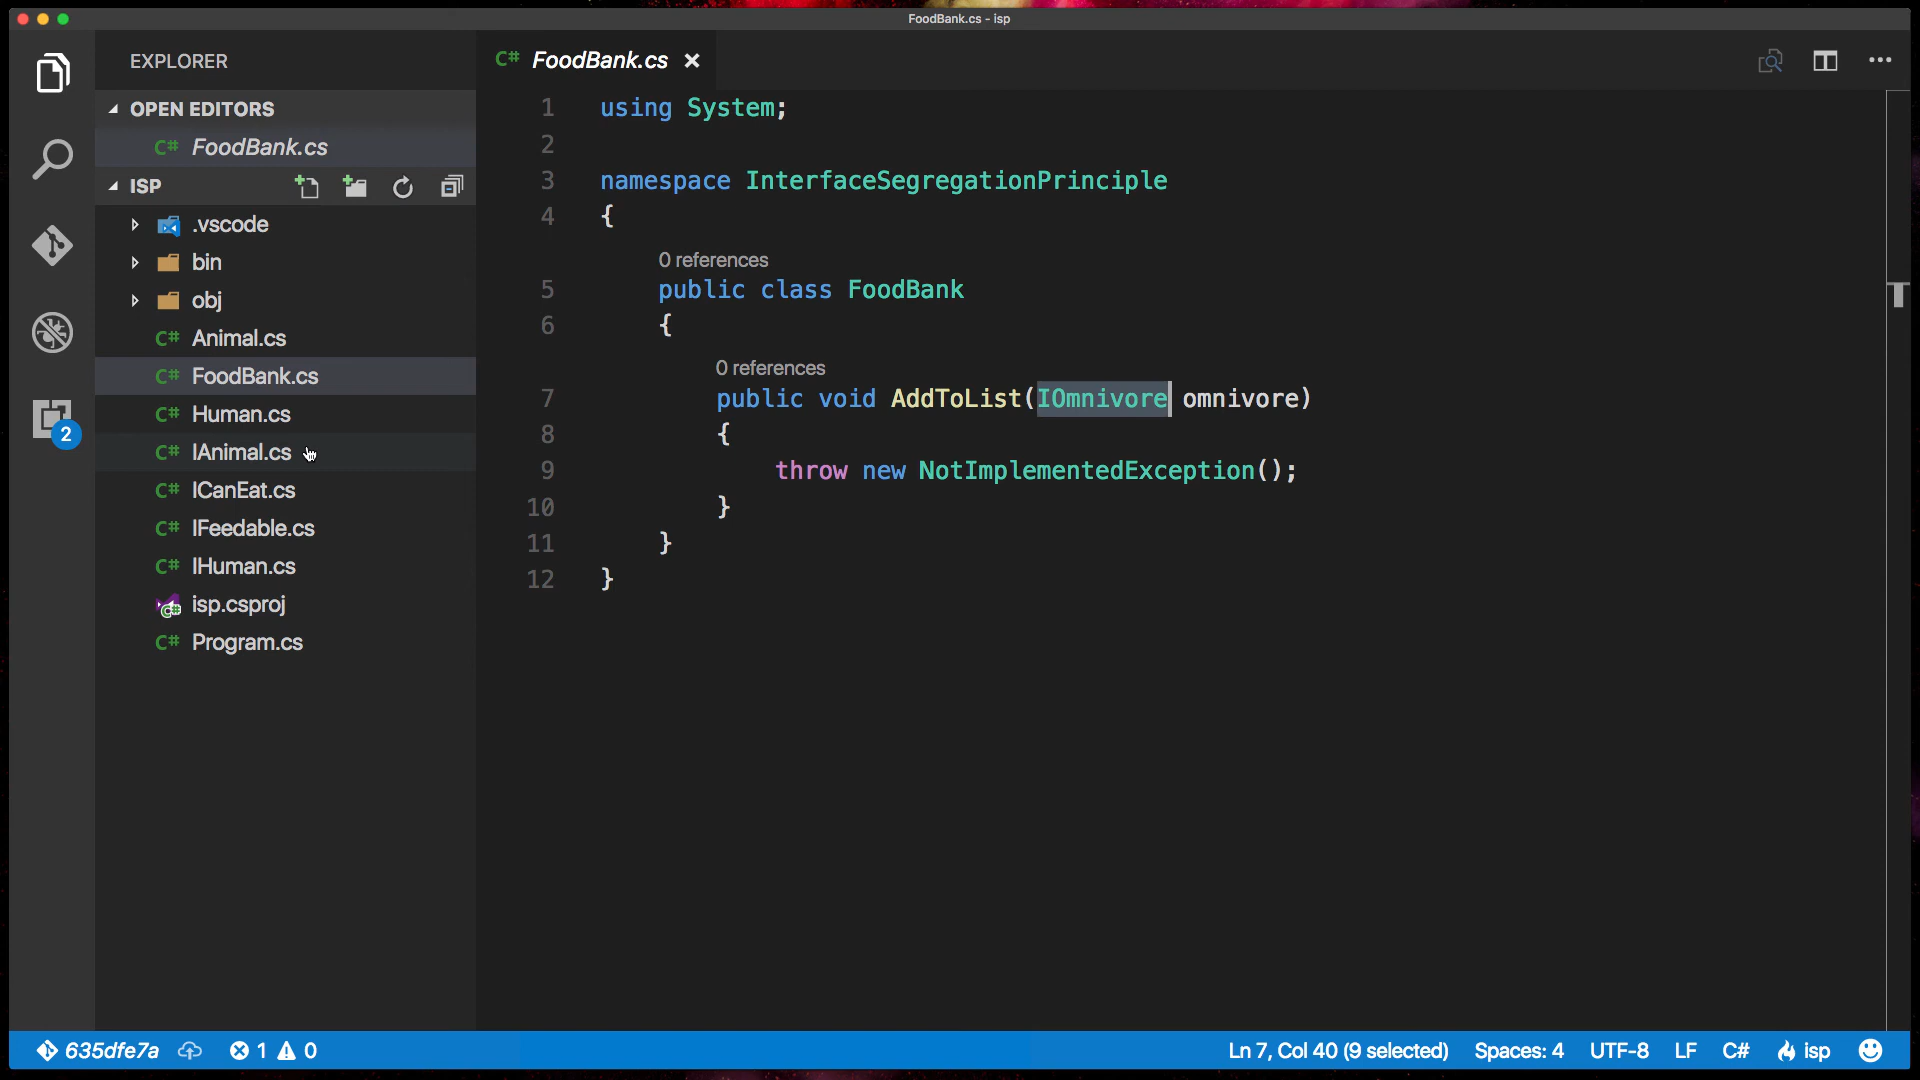 FoodBank.cs - isp
EXPLORER
OPEN EDITORS
C# FoodBank.cs
ISP
.vscode
bin
obj
C# Animal.cs
C# FoodBank.cs
C# Human.cs
C# IAnimal.cs
C# ICanEat.cs
C# IFeedable.cs
C# IHuman.cs
isp.csproj
C# Program.cs
2
C# FoodBank.cs
1 using System;
2
3 namespace InterfaceSegregationPrinciple
4 {
0 references
5 public class FoodBank
6 {
0 references
7 public void AddToList(IOmnivore omnivore)
8 {
9 throw new NotImplementedException();
10 }
11 }
12 }
635dfe7a 1 0 Ln 7, Col 40 (9 selected) Spaces: 4 UTF-8 LF C# isp